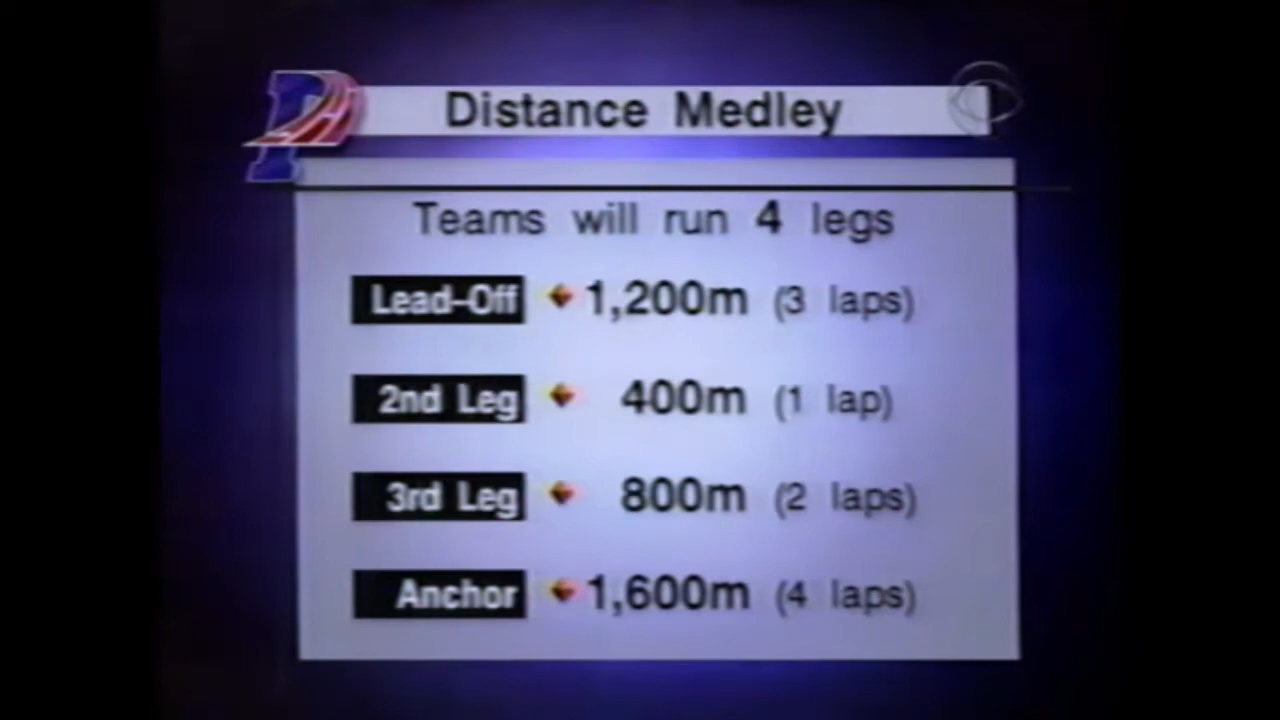 Distance Medley
Teams will run 4 legs
Lead-Off 1,200m (3 laps)
2nd Leg 400m (1 lap)
3rd Leg 800m (2 laps)
Anchor 1,600m (4 laps)